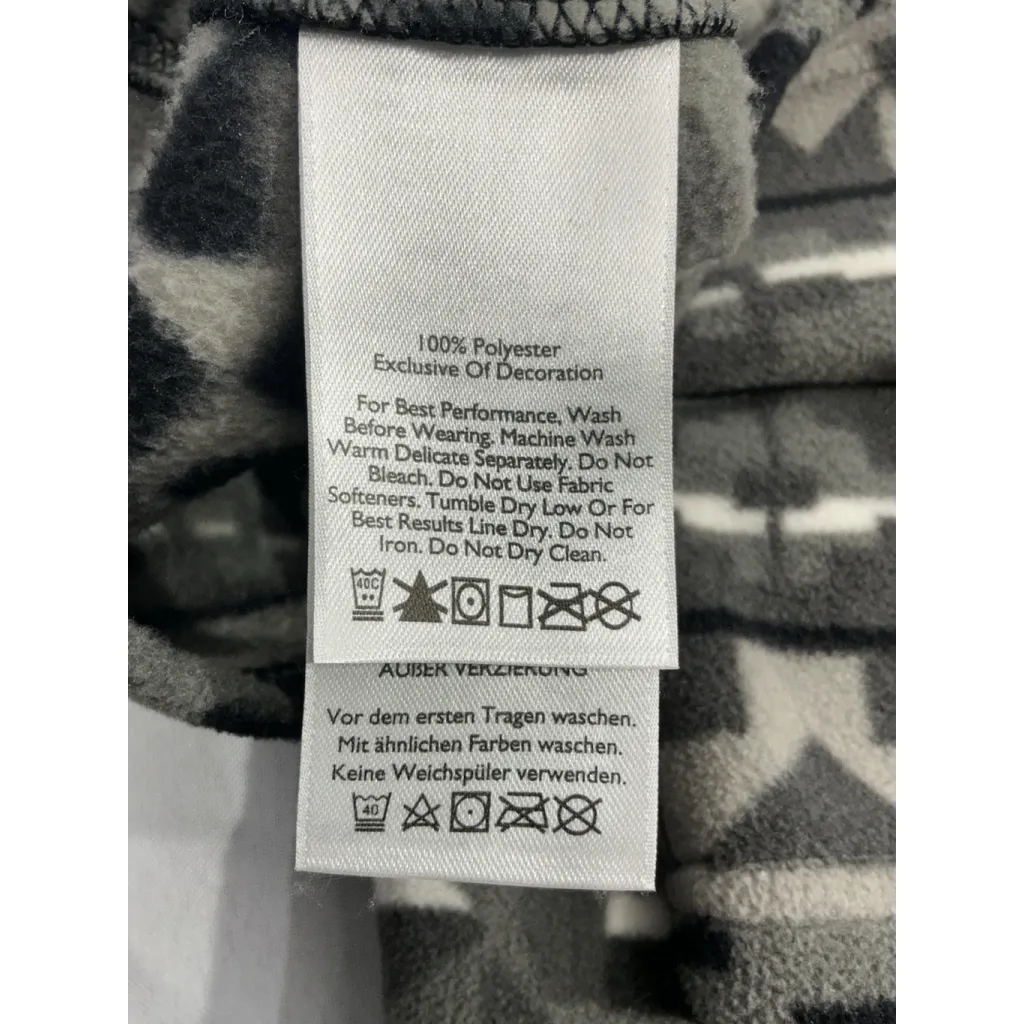 100% Polyester
Exclusive Of Decoration
For Best Performance, Wash
Before Wearing. Machine Wash
Warm Delicate Separately. Do Not
Bleach. Do Not Use Fabric
Softeners. Tumble Dry Low Or For
Best Results Line Dry. Do Not
Iron. Do Not Dry Clean.
40C
AUßER VERZIERUNG
Vor dem ersten Tragen waschen.
Mit ähnlichen Farben waschen.
Keine Weichspüler verwenden.
40